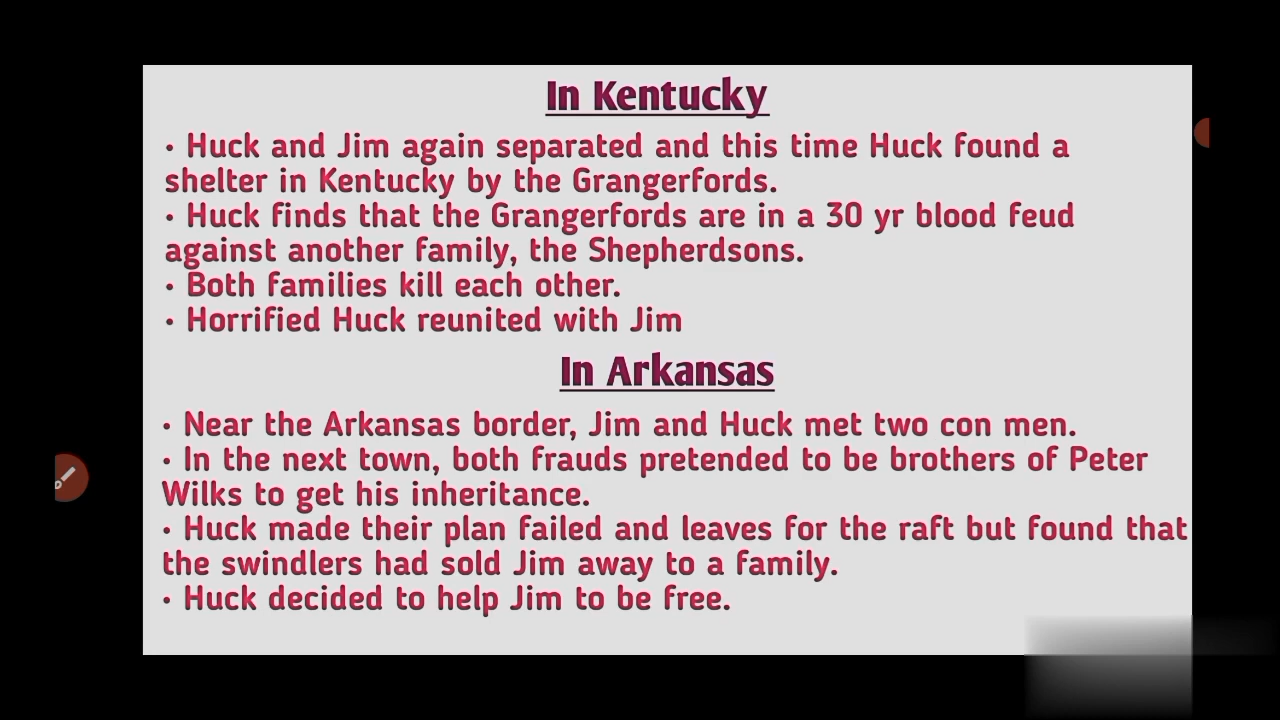 In Kentucky
• Huck and Jim again separated and this time Huck found a
shelter in Kentucky by the Grangerfords.
• Huck finds that the Grangerfords are in a 30 yr blood feud
against another family, the Shepherdsons.
• Both families kill each other.
• Horrified Huck reunited with Jim
In Arkansas
• Near the Arkansas border, Jim and Huck met two con men.
• In the next town, both frauds pretended to be brothers of Peter
Wilks to get his inheritance.
• Huck made their plan failed and leaves for the raft but found that
the swindlers had sold Jim away to a family.
• Huck decided to help Jim to be free.